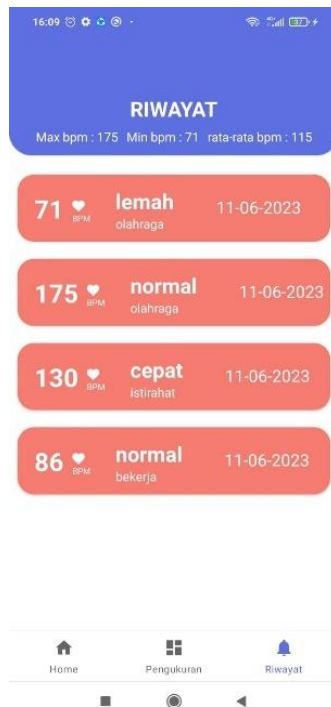 16:09
37
RIWAYAT
Max bpm : 175 Min bpm : 71 rata-rata bpm : 115
71 BPM lemah 11-06-2023
olahraga
175 BPM normal 11-06-2023
olahraga
130 BPM cepat 11-06-2023
istirahat
86 BPM normal 11-06-2023
bekerja
Home Pengukuran Riwayat